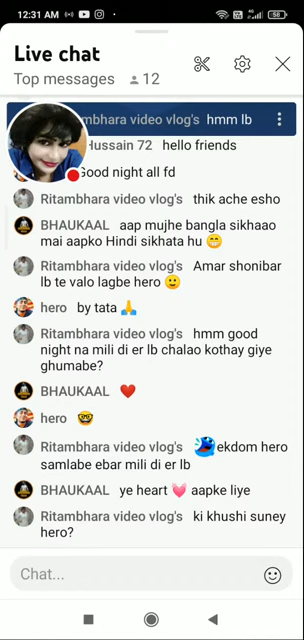 12:31 AM
58
Live chat
Top messages 12
mbhara video vlog's hmm lb
Hussain 72 hello friends
Good night all fd
Ritambhara video vlog's thik ache esho
BHAUKAAL aap mujhe bangla sikhaao
mai aapko Hindi sikhata hu 😁
Ritambhara video vlog's Amar shonibar
lb te valo lagbe hero 🙂
hero by tata 🙏
Ritambhara video vlog's hmm good
night na mili di er lb chalao kothay giye
ghumabe?
BHAUKAAL ❤️
hero 🤓
Ritambhara video vlog's ekdom hero
samlabe ebar mili di er lb
BHAUKAAL ye heart 💓 aapke liye
Ritambhara video vlog's ki khushi suney
hero?
Chat...